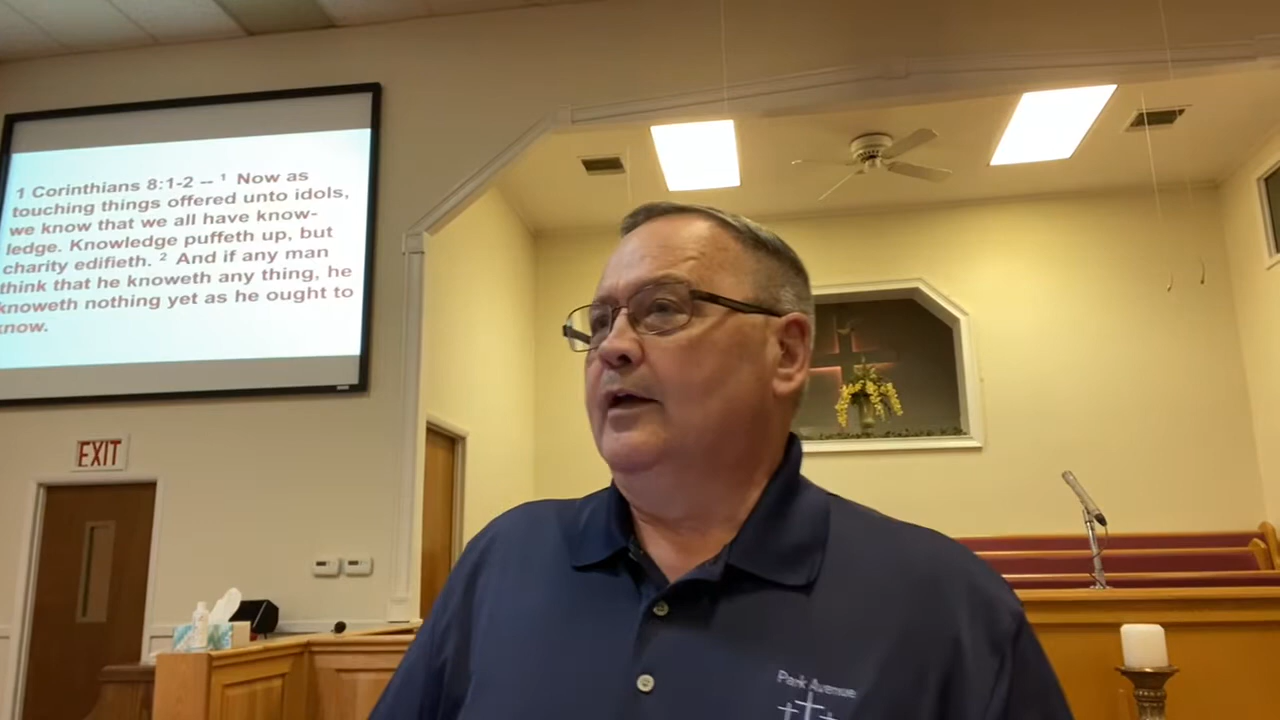 1 Corinthians 8:1-2 -- ¹ Now as
touching things offered unto idols,
we know that we all have know-
ledge. Knowledge puffeth up, but
charity edifieth. ² And if any man
think that he knoweth any thing, he
knoweth nothing yet as he ought to
know.
EXIT
Park Avenue